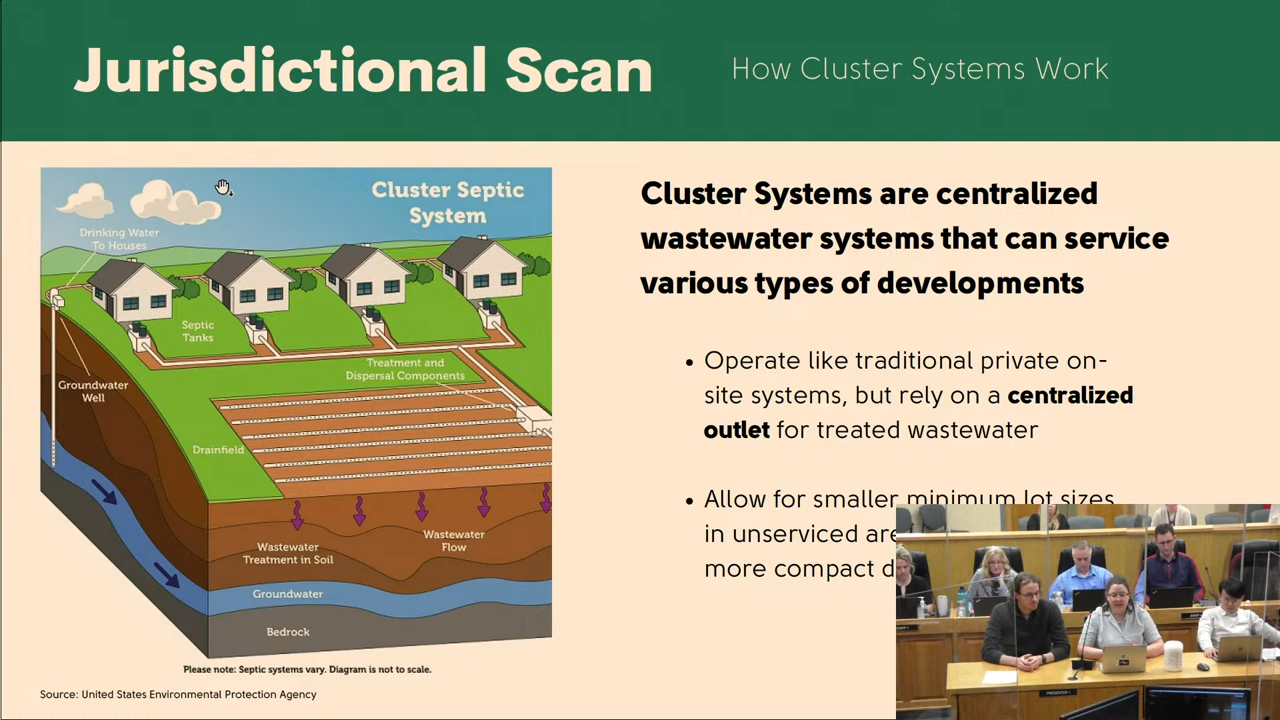 Jurisdictional Scan
How Cluster Systems Work
Cluster Septic
System
Drinking Water
To Houses
Septic
Tanks
Treatment and
Dispersal Components
Groundwater
Well
Drainfield
Wastewater
Flow
Wastewater
Treatment in Soil
Groundwater
Bedrock
Please note: Septic systems vary. Diagram is not to scale.
Source: United States Environmental Protection Agency
Cluster Systems are centralized
wastewater systems that can service
various types of developments
• Operate like traditional private on-
site systems, but rely on a centralized
outlet for treated wastewater
• Allow for smaller minimum lot sizes
in unserviced
more compact
PRESENTER 1